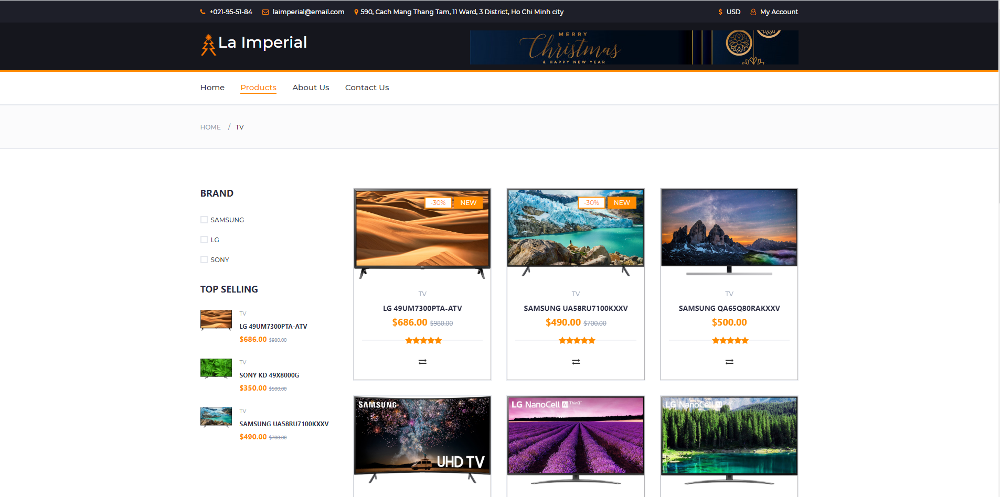 +021-95-51-84 laimperial@email.com 590, Cach Mang Thang Tam, 11 Ward, 3 District, Ho Chi Minh city $ USD My Account
La Imperial
MERRY
Christmas
& HAPPY NEW YEAR
Home Products About Us Contact Us
HOME / TV
BRAND
SAMSUNG
LG
SONY
TOP SELLING
TV
LG 49UM7300PTA-ATV
$686.00 $980.00
TV
SONY KD 49X8000G
$350.00 $500.00
TV
SAMSUNG UA58RU7100KXXV
$490.00 $700.00
-30% NEW
TV
LG 49UM7300PTA-ATV
$686.00 $980.00
-30% NEW
TV
SAMSUNG UA58RU7100KXXV
$490.00 $700.00
TV
SAMSUNG QA65Q80RAKXXV
$500.00
SAMSUNG
UHD TV
LG NanoCell AI ThinQ
LG NanoCell AI ThinQ